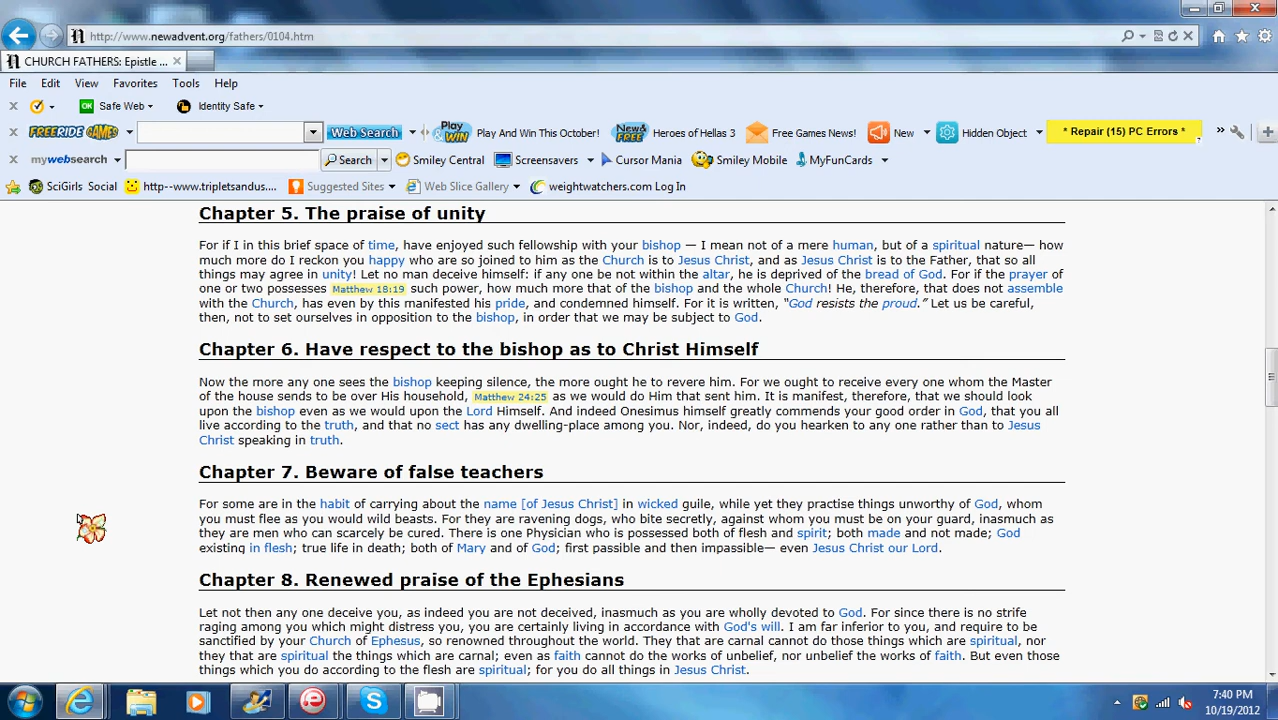 http://www.newadvent.org/fathers/0104.htm
CHURCH FATHERS: Epistle ...
File Edit View Favorites Tools Help
x OK Safe Web Identity Safe
x FREERIDE GAMES Web Search Play And WIN Play And Win This October! New & FREE Heroes of Hellas 3 Free Games News! New Hidden Object * Repair (15) PC Errors * »
x mywebsearch Search Smiley Central Screensavers Cursor Mania Smiley Mobile MyFunCards
SciGirls Social http--www.tripletsandus.... Suggested Sites Web Slice Gallery weightwatchers.com Log In
Chapter 5. The praise of unity
For if I in this brief space of time, have enjoyed such fellowship with your bishop — I mean not of a mere human, but of a spiritual nature— how
much more do I reckon you happy who are so joined to him as the Church is to Jesus Christ, and as Jesus Christ is to the Father, that so all
things may agree in unity! Let no man deceive himself: if any one be not within the altar, he is deprived of the bread of God. For if the prayer of
one or two possesses Matthew 18:19 such power, how much more that of the bishop and the whole Church! He, therefore, that does not assemble
with the Church, has even by this manifested his pride, and condemned himself. For it is written, “God resists the proud.” Let us be careful,
then, not to set ourselves in opposition to the bishop, in order that we may be subject to God.
Chapter 6. Have respect to the bishop as to Christ Himself
Now the more any one sees the bishop keeping silence, the more ought he to revere him. For we ought to receive every one whom the Master
of the house sends to be over His household, Matthew 24:25 as we would do Him that sent him. It is manifest, therefore, that we should look
upon the bishop even as we would upon the Lord Himself. And indeed Onesimus himself greatly commends your good order in God, that you all
live according to the truth, and that no sect has any dwelling-place among you. Nor, indeed, do you hearken to any one rather than to Jesus
Christ speaking in truth.
Chapter 7. Beware of false teachers
For some are in the habit of carrying about the name [of Jesus Christ] in wicked guile, while yet they practise things unworthy of God, whom
you must flee as you would wild beasts. For they are ravening dogs, who bite secretly, against whom you must be on your guard, inasmuch as
they are men who can scarcely be cured. There is one Physician who is possessed both of flesh and spirit; both made and not made; God
existing in flesh; true life in death; both of Mary and of God; first passible and then impassible— even Jesus Christ our Lord.
Chapter 8. Renewed praise of the Ephesians
Let not then any one deceive you, as indeed you are not deceived, inasmuch as you are wholly devoted to God. For since there is no strife
raging among you which might distress you, you are certainly living in accordance with God's will. I am far inferior to you, and require to be
sanctified by your Church of Ephesus, so renowned throughout the world. They that are carnal cannot do those things which are spiritual, nor
they that are spiritual the things which are carnal; even as faith cannot do the works of unbelief, nor unbelief the works of faith. But even those
things which you do according to the flesh are spiritual; for you do all things in Jesus Christ.
7:40 PM
10/19/2012